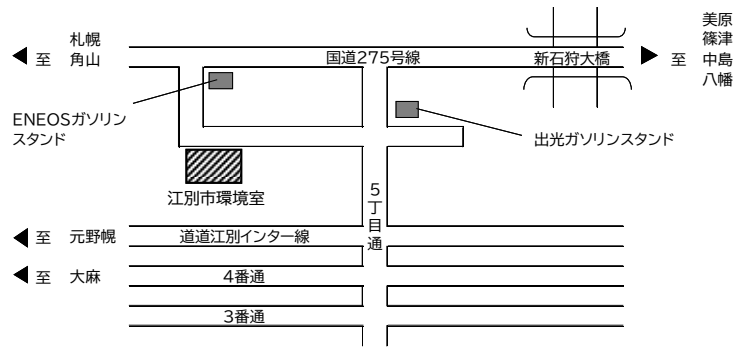 至
札幌
角山
国道275号線
新石狩大橋
至
美原
篠津
中島
八幡
ENEOSガソリン
スタンド
出光ガソリンスタンド
江別市環境室
5丁目通
至 元野幌
道道江別インター線
至 大麻
4番通
3番通